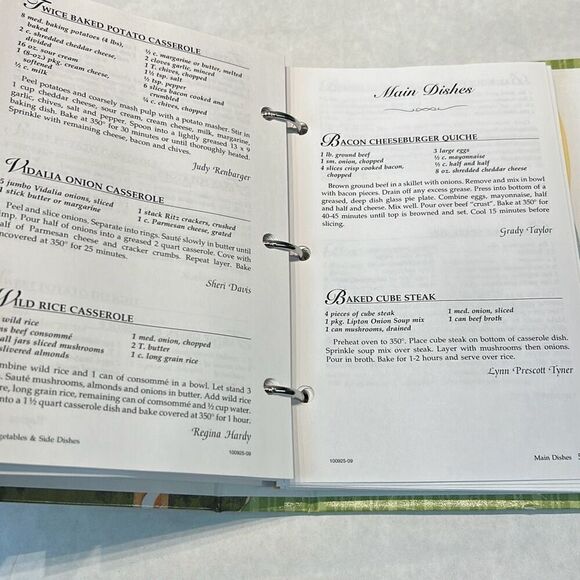 TWICE BAKED POTATO CASSEROLE
8 med. baking potatoes (4 lbs),
baked
2 c. shredded cheddar cheese,
divided
16 oz. sour cream
1 (8-oz) pkg. cream cheese,
softened
½ c. milk
½ c. margarine or butter, melted
2 cloves garlic, minced
1 T. chives, chopped
1½ tsp. salt
½ tsp. pepper
6 slices bacon cooked and
crumbled
¼ c. chives, chopped
Peel potatoes and coarsely mash pulp with a potato masher. Stir in
1 cup cheddar cheese, sour cream, cream cheese, milk, margarine,
garlic, chives, salt and pepper. Spoon into a lightly greased 13 x 9
baking dish. Bake at 350° for 30 minutes or until thoroughly heated.
Sprinkle with remaining cheese, bacon and chives.
Judy Renbarger
VIDALIA ONION CASSEROLE
jumbo Vidalia onions, sliced
stick butter or margarine
1 stack Ritz crackers, crushed
1 c. Parmesan cheese, grated
Peel and slice onions. Separate into rings. Sauté slowly in butter until
limp. Pour half of onions into a greased 2 quart casserole. Cove with
half of Parmesan cheese and cracker crumbs. Repeat layer. Bake
uncovered at 350° for 25 minutes.
Sheri Davis
WILD RICE CASSEROLE
wild rice
ns beef consommé
all jars sliced mushrooms
slivered almonds
1 med. onion, chopped
2 T. butter
1 c. long grain rice
mbine wild rice and 1 can of consommé in a bowl. Let stand 3
. Sauté mushrooms, almonds and onions in butter. Add wild rice
re, long grain rice, remaining can of consommé and ½ cup water.
nto a 1 ½ quart casserole dish and bake covered at 350° for 1 hour.
Regina Hardy
getables & Side Dishes
100925-09
Main Dishes
BACON CHEESEBURGER QUICHE
1 lb. ground beef
1 sm. onion, chopped
4 slices crisp cooked bacon,
chopped
3 large eggs
½ c. mayonnaise
½ c. half and half
8 oz. shredded cheddar cheese
Brown ground beef in a skillet with onions. Remove and mix in bowl
with bacon pieces. Drain off any excess grease. Press into bottom of a
greased, deep dish glass pie plate. Combine eggs, mayonnaise, half
and half and cheese. Mix well. Pour over beef "crust". Bake at 350° for
40-45 minutes until top is browned and set. Cool 15 minutes before
slicing.
Grady Taylor
BAKED CUBE STEAK
4 pieces of cube steak
1 pkg. Lipton Onion Soup mix
1 can mushrooms, drained
1 med. onion, sliced
1 can beef broth
Preheat oven to 350°. Place cube steak on bottom of casserole dish.
Sprinkle soup mix over steak. Layer with mushrooms then onions.
Pour in broth. Bake for 1-2 hours and serve over rice.
Lynn Prescott Tyner
100925-09
Main Dishes 5